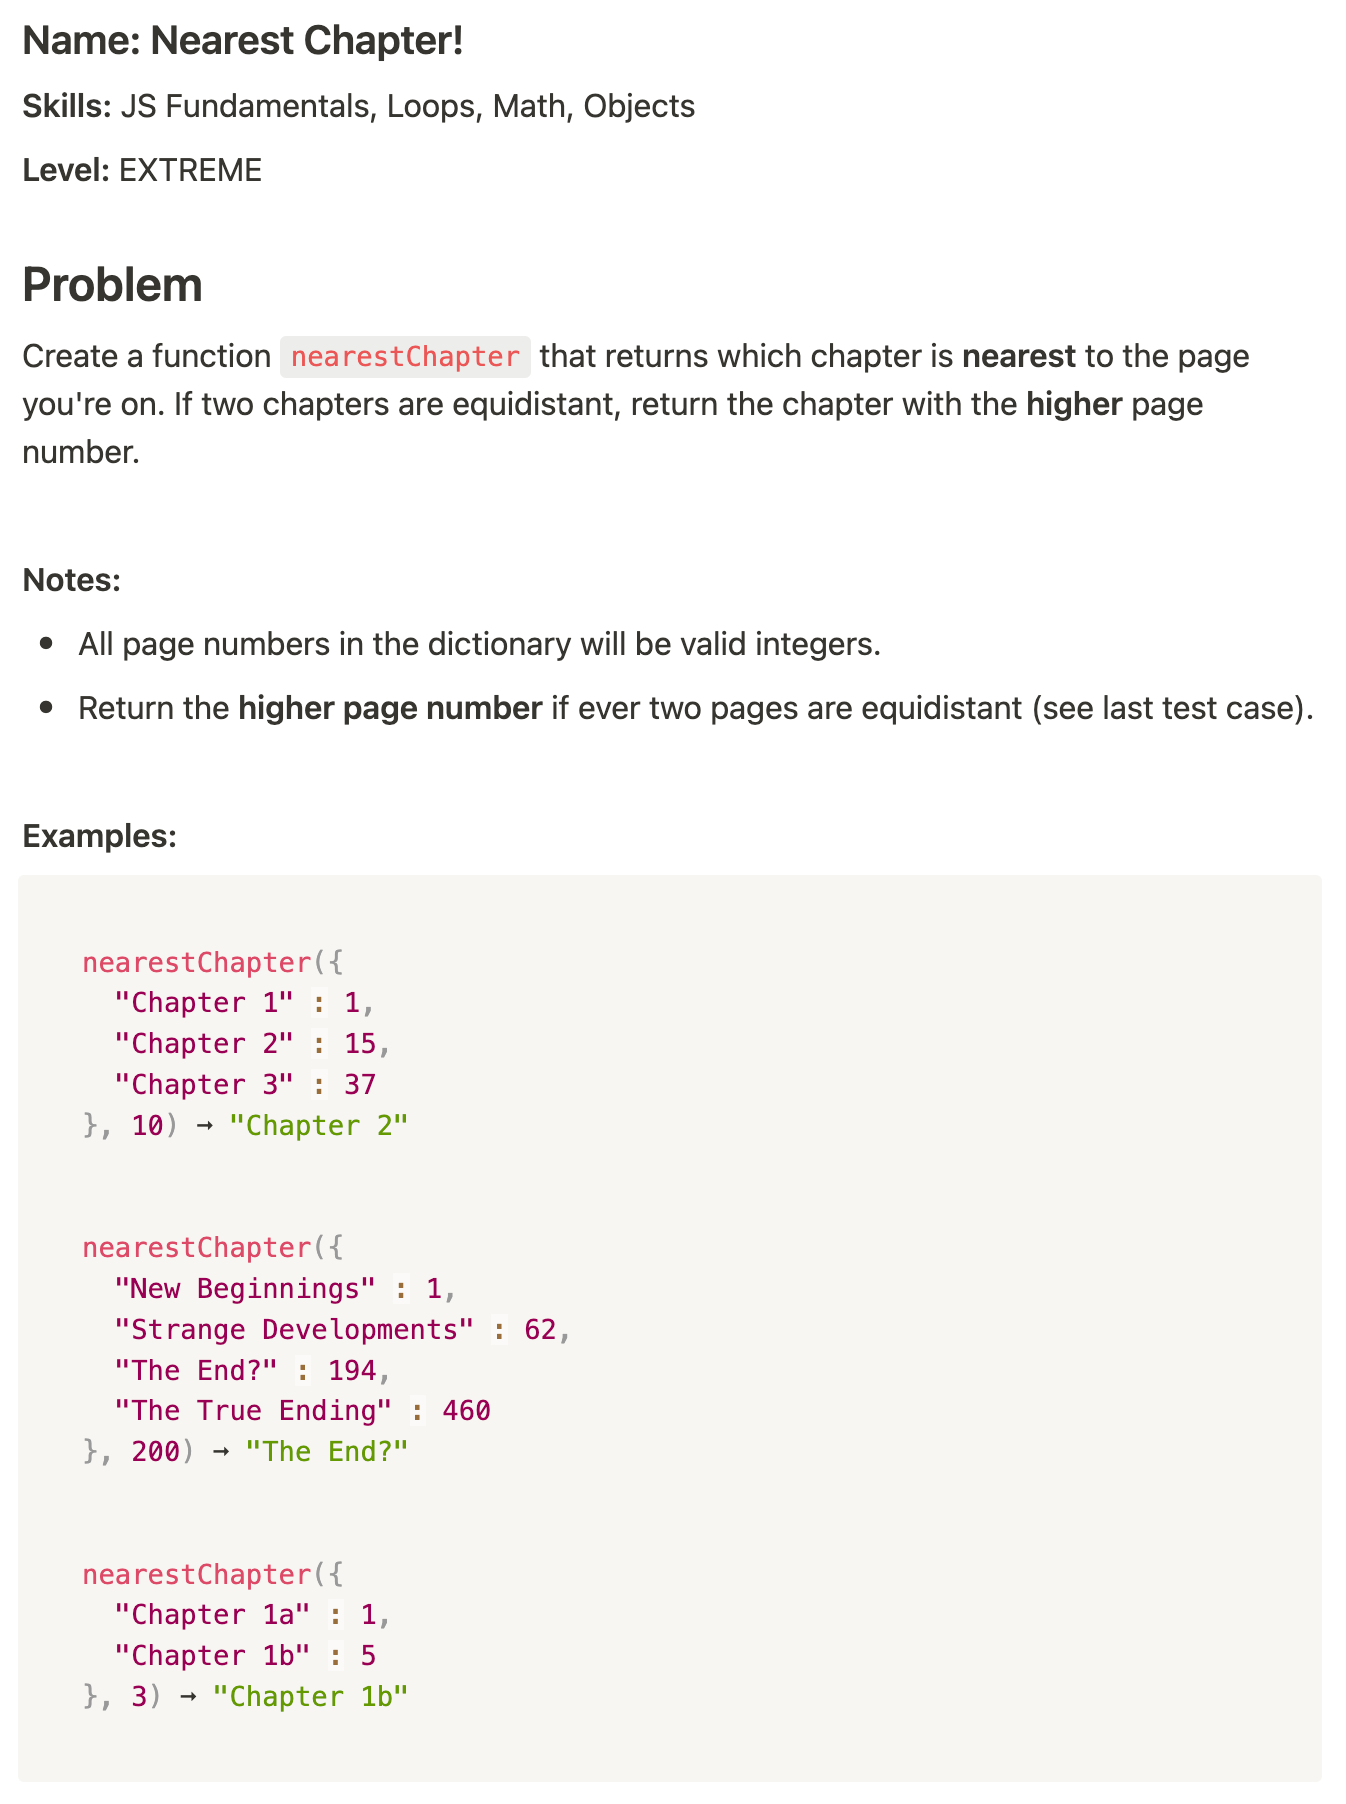 Name: Nearest Chapter!
Skills: JS Fundamentals, Loops, Math, Objects
Level: EXTREME
Problem
Create a function nearestChapter that returns which chapter is nearest to the page
you're on. If two chapters are equidistant, return the chapter with the higher page
number.
Notes:
• All page numbers in the dictionary will be valid integers.
• Return the higher page number if ever two pages are equidistant (see last test case).
Examples:
nearestChapter({
"Chapter 1" : 1,
"Chapter 2" : 15,
"Chapter 3" : 37
}, 10) → "Chapter 2"
nearestChapter({
"New Beginnings" : 1,
"Strange Developments" : 62,
"The End?" : 194,
"The True Ending" : 460
}, 200) → "The End?"
nearestChapter({
"Chapter 1a" : 1,
"Chapter 1b" : 5
}, 3) → "Chapter 1b"